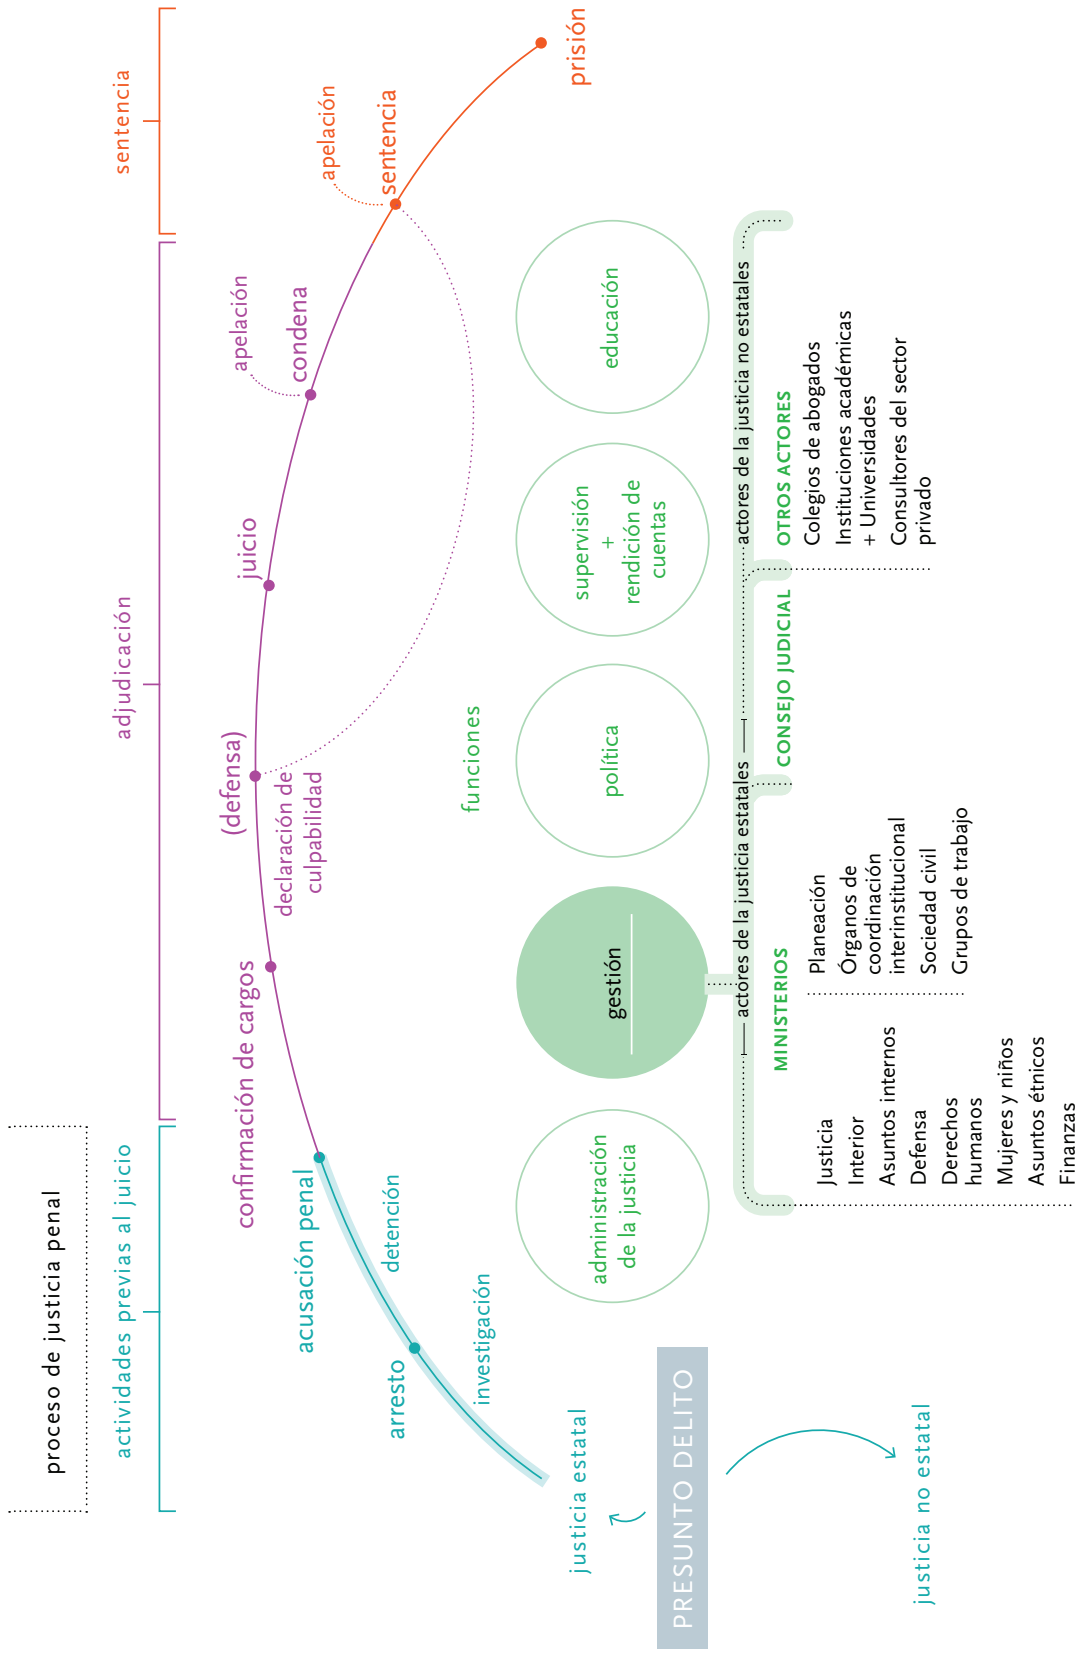 proceso de justicia penal
actividades previas al juicio
adjudicación
sentencia
confirmación de cargos
(defensa)
juicio
apelación
condena
declaración de
culpabilidad
apelación
sentencia
prisión
acusación penal
detención
arresto
investigación
justicia estatal
PRESUNTO DELITO
justicia no estatal
funciones
administración
de la justicia
gestión
política
supervisión
+
rendición de
cuentas
educación
actores de la justicia estatales
actores de la justicia no estatales
MINISTERIOS
Justicia
Interior
Asuntos internos
Defensa
Derechos
humanos
Mujeres y niños
Asuntos étnicos
Finanzas
Planeación
Órganos de
coordinación
interinstitucional
Sociedad civil
Grupos de trabajo
CONSEJO JUDICIAL
OTROS ACTORES
Colegios de abogados
Instituciones académicas
+ Universidades
Consultores del sector
privado